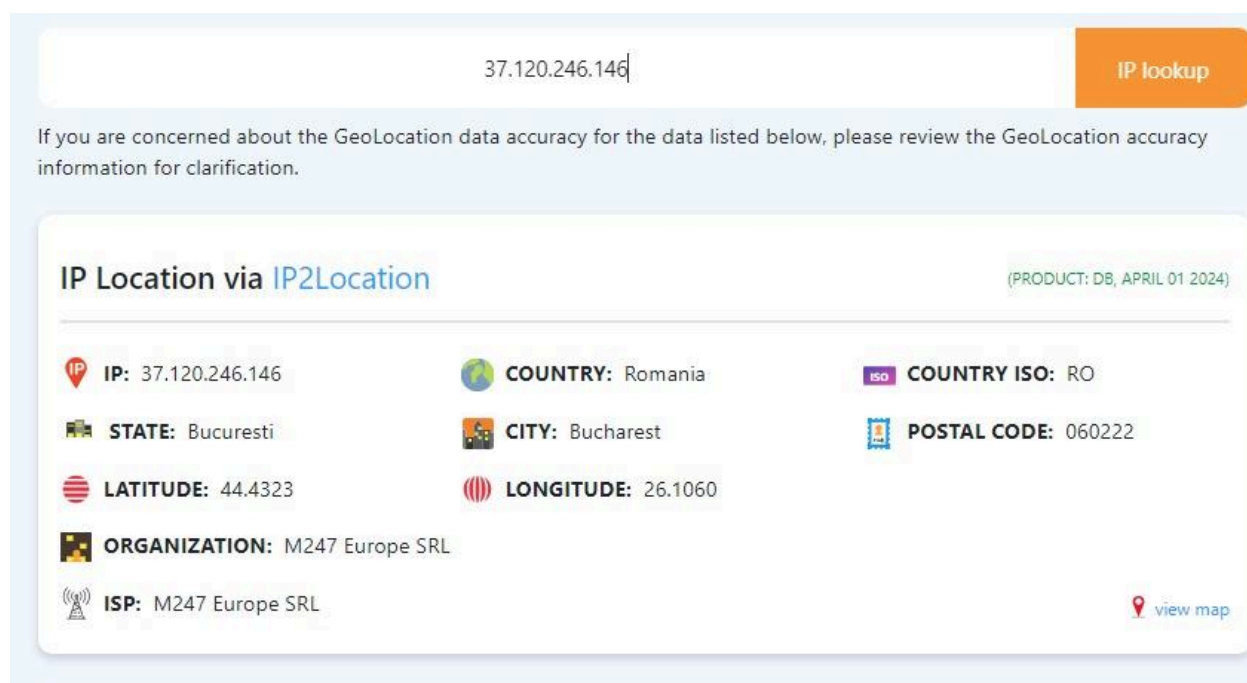 37.120.246.146
IP lookup
If you are concerned about the GeoLocation data accuracy for the data listed below, please review the GeoLocation accuracy
information for clarification.
IP Location via IP2Location
(PRODUCT: DB, APRIL 01 2024)
IP
IP: 37.120.246.146
COUNTRY: Romania
ISO
COUNTRY ISO: RO
STATE: Bucuresti
CITY: Bucharest
POSTAL CODE: 060222
LATITUDE: 44.4323
LONGITUDE: 26.1060
ORGANIZATION: M247 Europe SRL
ISP: M247 Europe SRL
view map